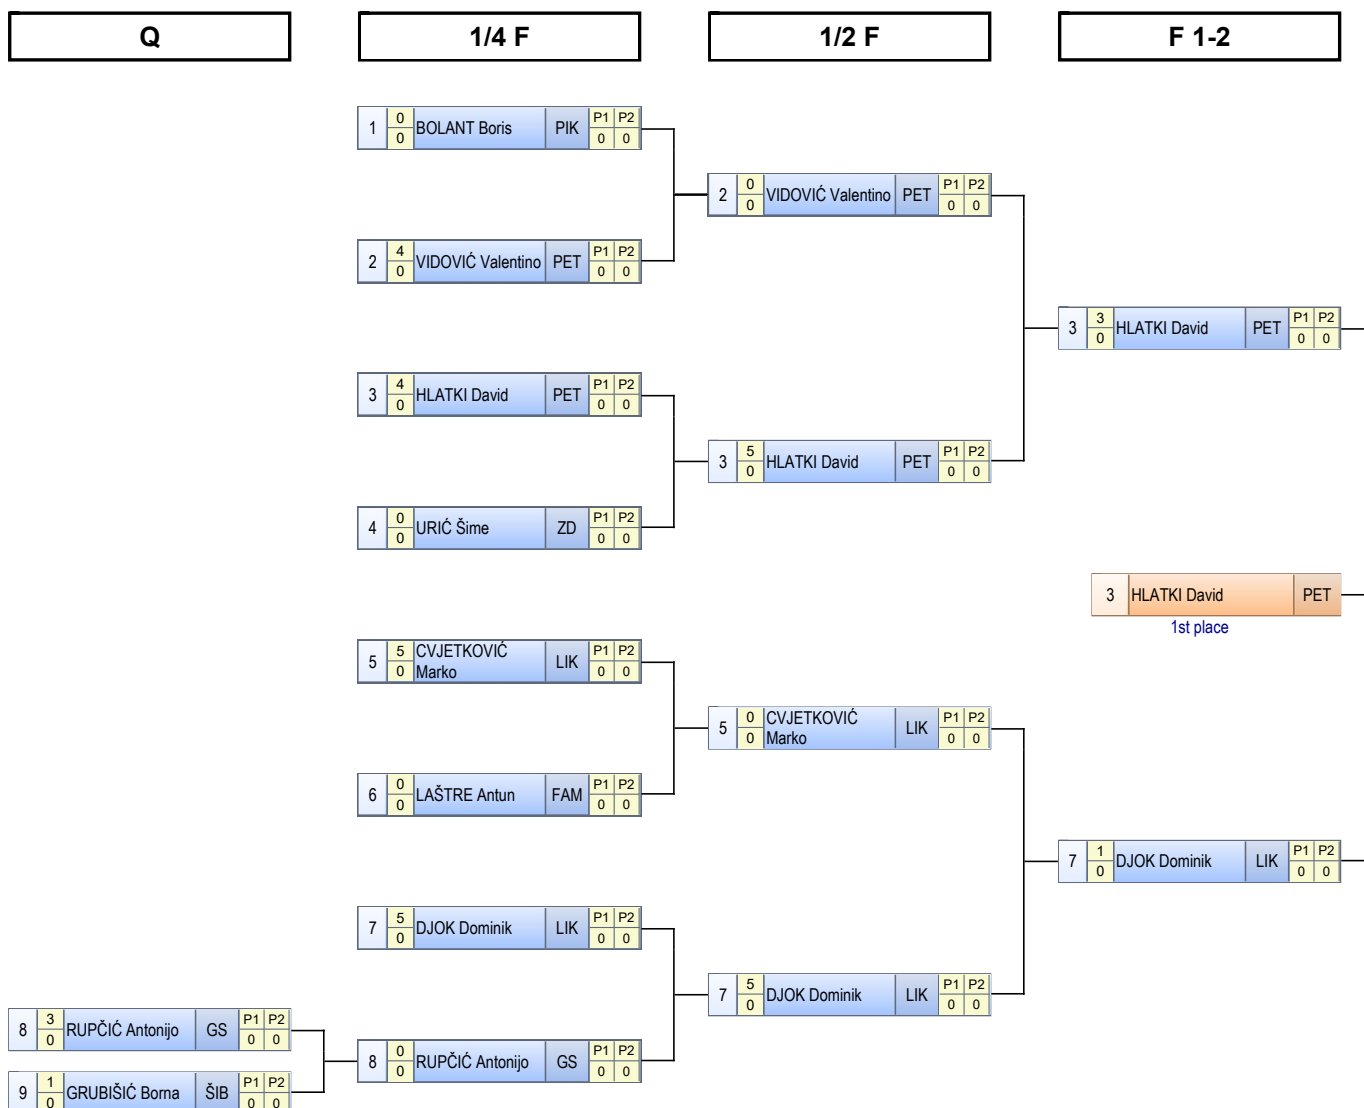 Q 1/4 F 1/2 F F 1-2
1 0 BOLANT Boris PIK P1 P2
0 0 0
2 0 VIDOVIĆ Valentino PET P1 P2
0 0 0
2 4 VIDOVIĆ Valentino PET P1 P2
0 0 0
3 3 HLATKI David PET P1 P2
0 0 0
3 4 HLATKI David PET P1 P2
0 0 0
3 5 HLATKI David PET P1 P2
0 0 0
4 0 URIĆ Šime ZD P1 P2
0 0 0
3 HLATKI David PET
1st place
5 5 CVJETKOVIĆ LIK P1 P2
0 Marko 0 0
5 0 CVJETKOVIĆ LIK P1 P2
0 Marko 0 0
6 0 LAŠTRE Antun FAM P1 P2
0 0 0
7 1 DJOK Dominik LIK P1 P2
0 0 0
7 5 DJOK Dominik LIK P1 P2
0 0 0
7 5 DJOK Dominik LIK P1 P2
0 0 0
8 3 RUPČIĆ Antonijo GS P1 P2
0 0 0
8 0 RUPČIĆ Antonijo GS P1 P2
0 0 0
9 1 GRUBIŠIĆ Borna ŠIB P1 P2
0 0 0